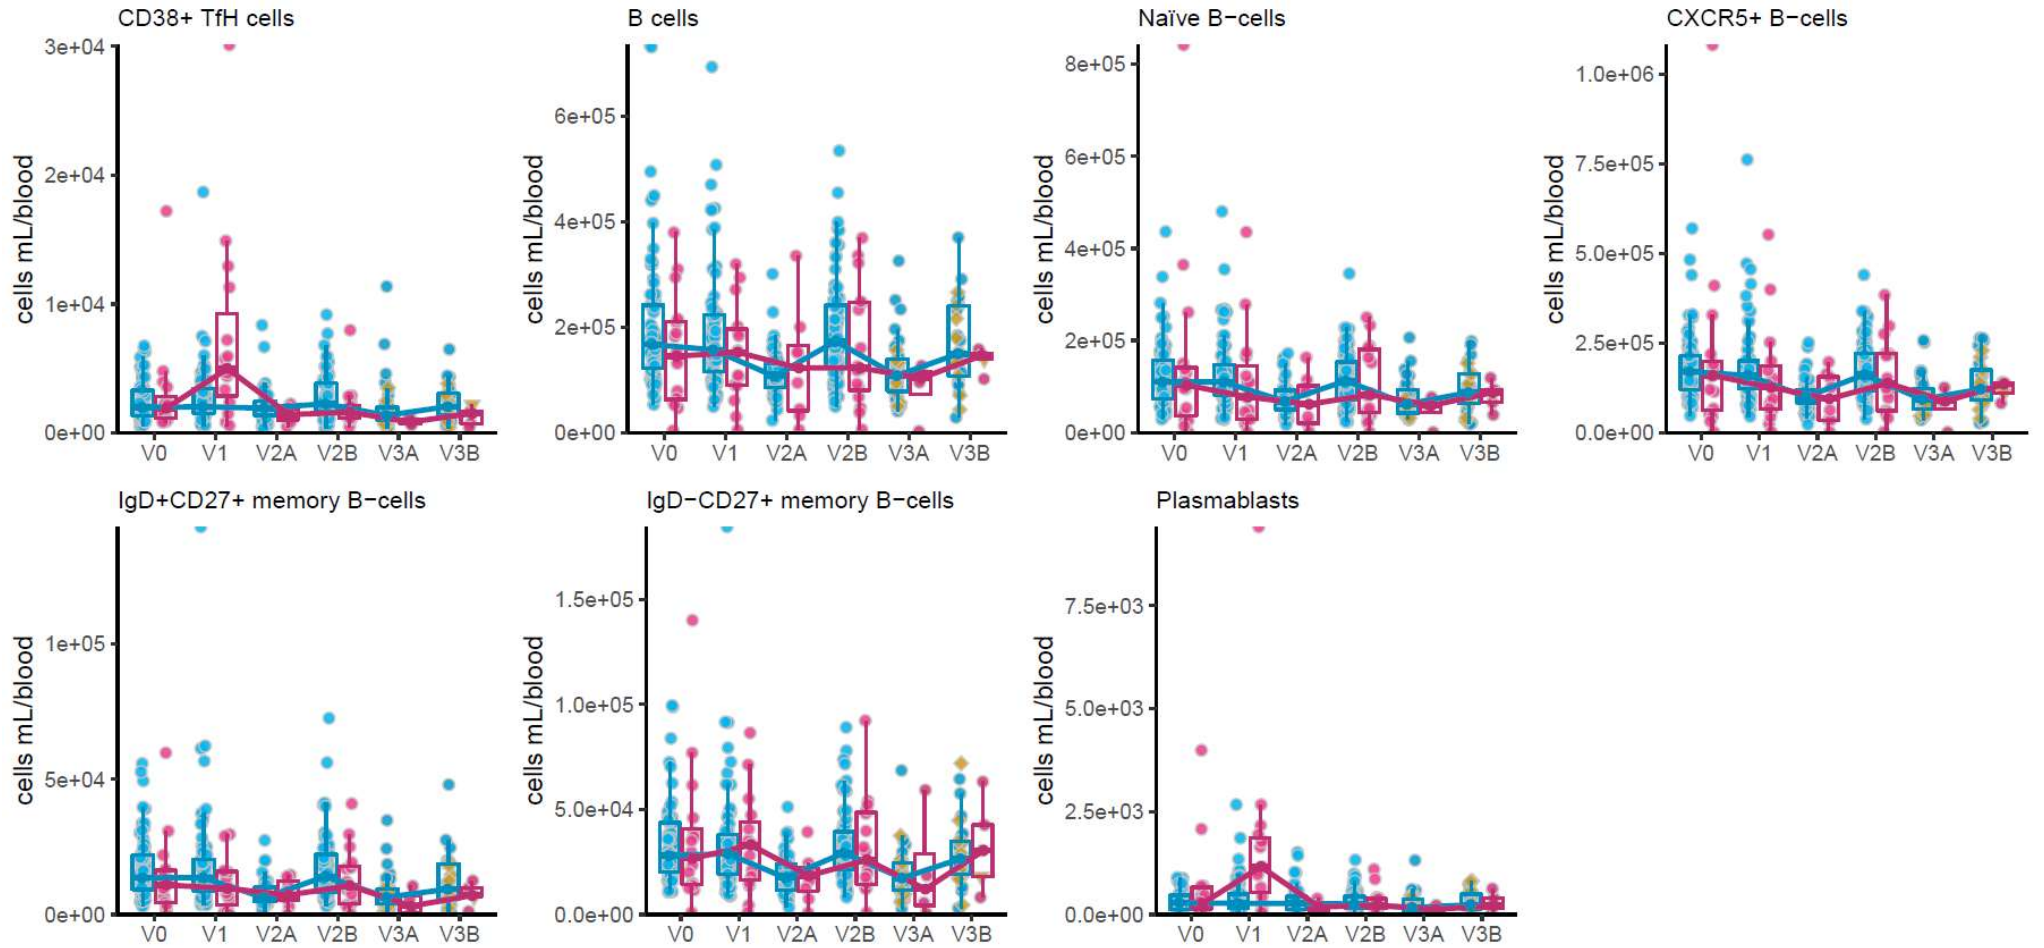 CD38+ TfH cells
cells mL/blood
3e+04
2e+04
1e+04
0e+00
V0 V1 V2A V2B V3A V3B
B cells
cells mL/blood
6e+05
4e+05
2e+05
0e+00
V0 V1 V2A V2B V3A V3B
Naïve B−cells
cells mL/blood
8e+05
6e+05
4e+05
2e+05
0e+00
V0 V1 V2A V2B V3A V3B
CXCR5+ B−cells
cells mL/blood
1.0e+06
7.5e+05
5.0e+05
2.5e+05
0.0e+00
V0 V1 V2A V2B V3A V3B
IgD+CD27+ memory B−cells
cells mL/blood
1e+05
5e+04
0e+00
V0 V1 V2A V2B V3A V3B
IgD−CD27+ memory B−cells
cells mL/blood
1.5e+05
1.0e+05
5.0e+04
0.0e+00
V0 V1 V2A V2B V3A V3B
Plasmablasts
cells mL/blood
7.5e+03
5.0e+03
2.5e+03
0.0e+00
V0 V1 V2A V2B V3A V3B